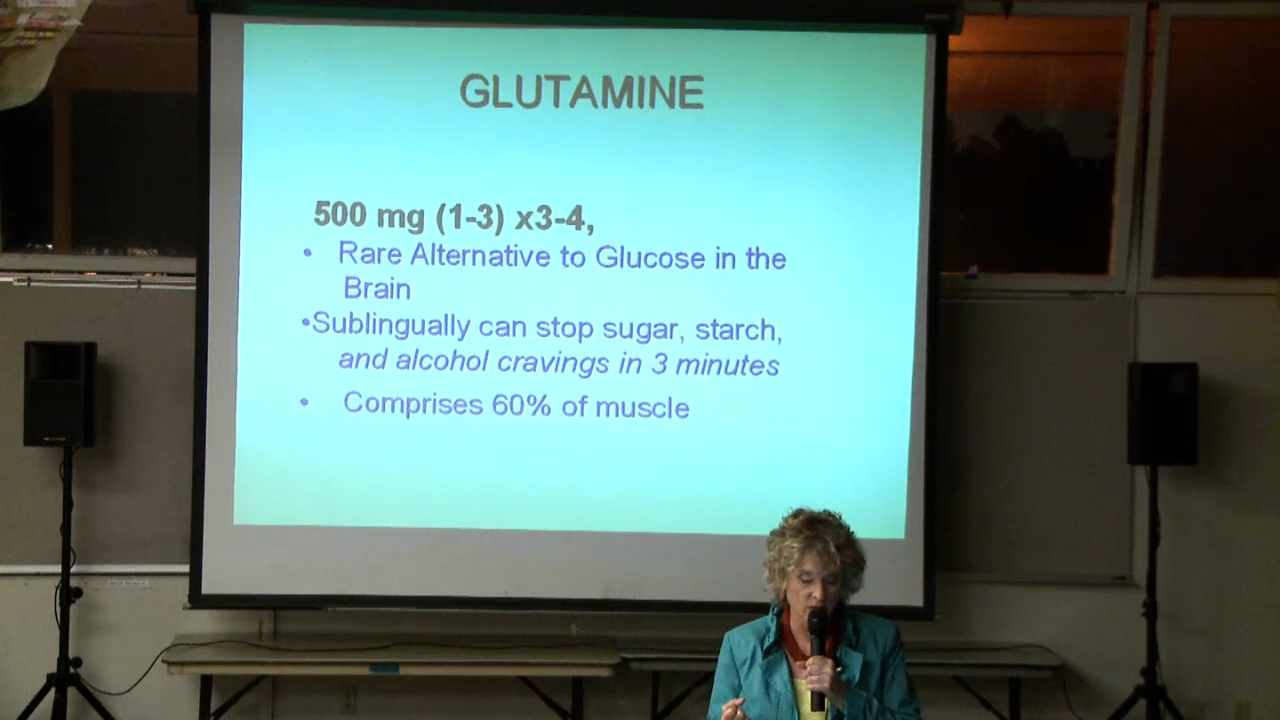 GLUTAMINE
500 mg (1-3) x3-4,
• Rare Alternative to Glucose in the
Brain
•Sublingually can stop sugar, starch,
and alcohol cravings in 3 minutes
• Comprises 60% of muscle